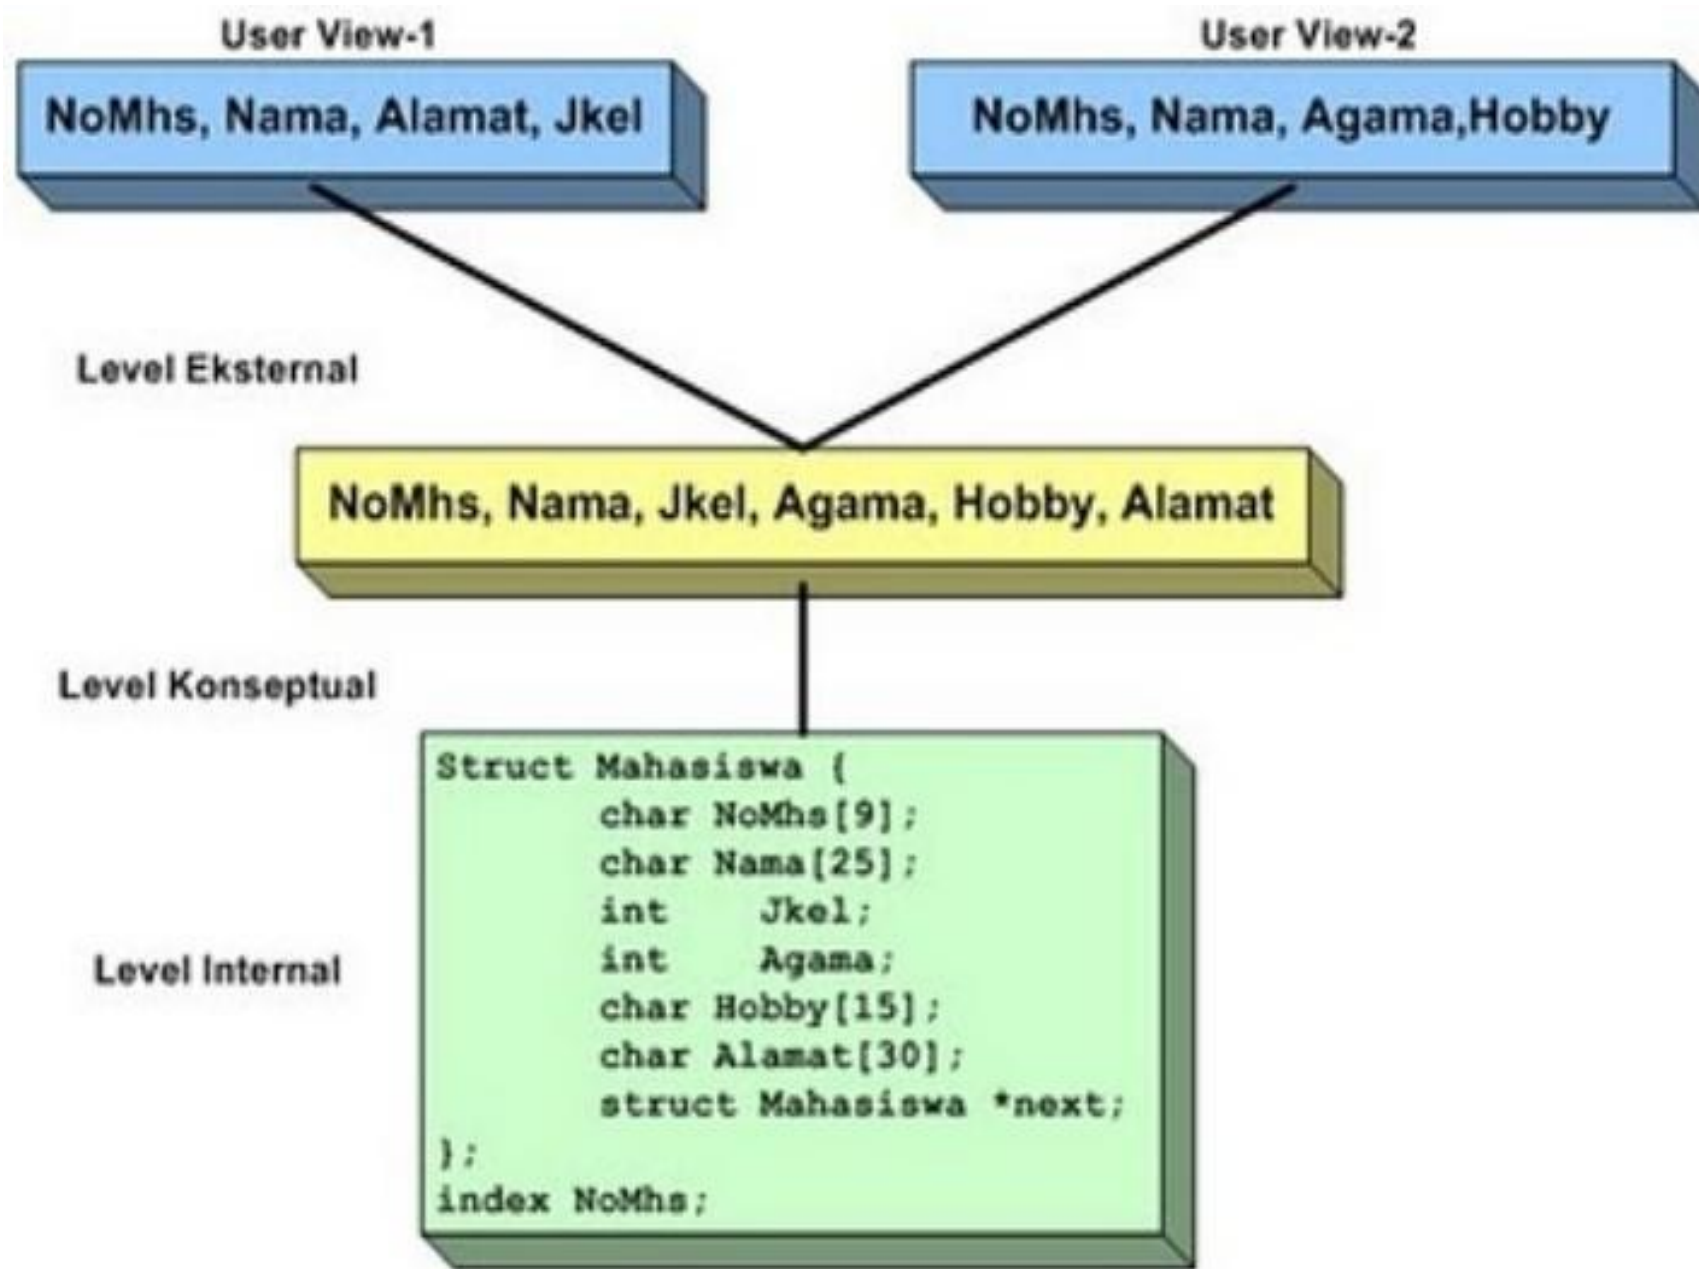 User View-1
User View-2
NoMhs, Nama, Alamat, Jkel
NoMhs, Nama, Agama,Hobby
Level Eksternal
NoMhs, Nama, Jkel, Agama, Hobby, Alamat
Level Konseptual
Struct Mahasiswa {
char NoMhs[9];
char Nama[25];
int Jkel;
int Agama;
char Hobby[15];
char Alamat[30];
struct Mahasiswa *next;
};
index NoMhs;
Level Internal